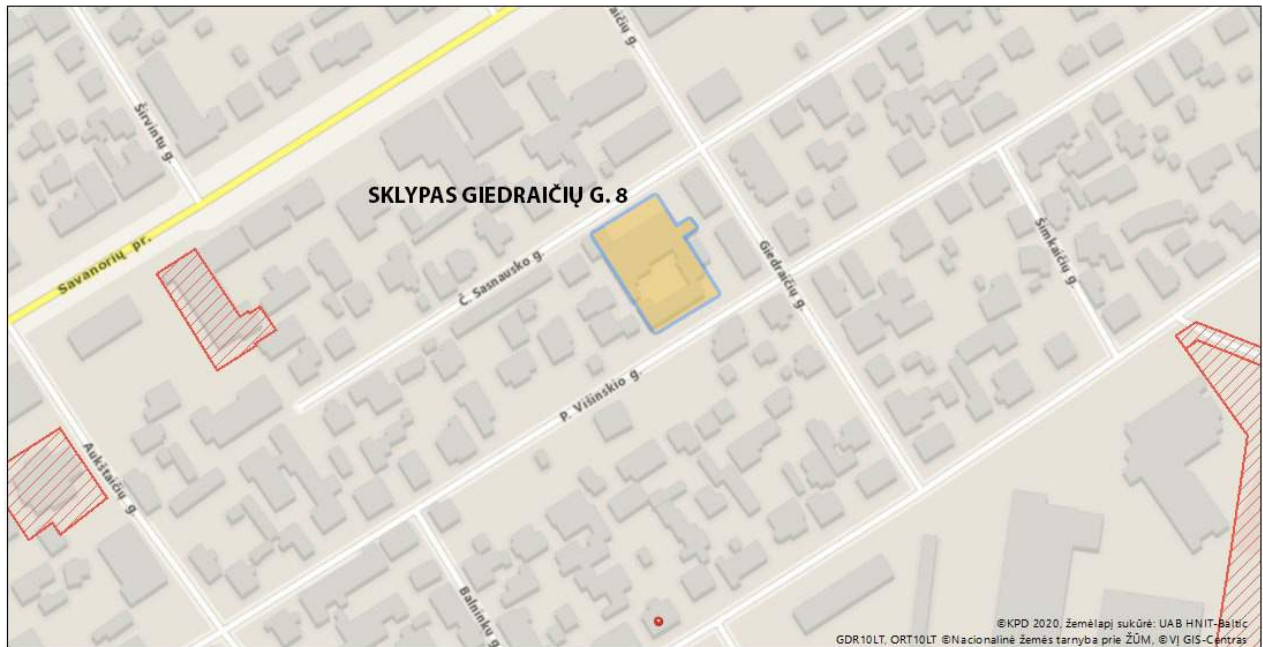 aičių g.
Širvintų g.
SKLYPAS GIEDRAIČIŲ G. 8
Savanorių pr.
Č. Sasnausko g.
Giedraičių g.
Šimkaičių g.
P. Višinskio g.
Aukštaičių g.
Balninkų g.
©KPD 2020, žemėlapį sukūrė: UAB HNIT-Baltic
GDR10LT, ORT10LT ©Nacionalinė žemės tarnyba prie ŽŪM, ©VĮ GIS-Centras